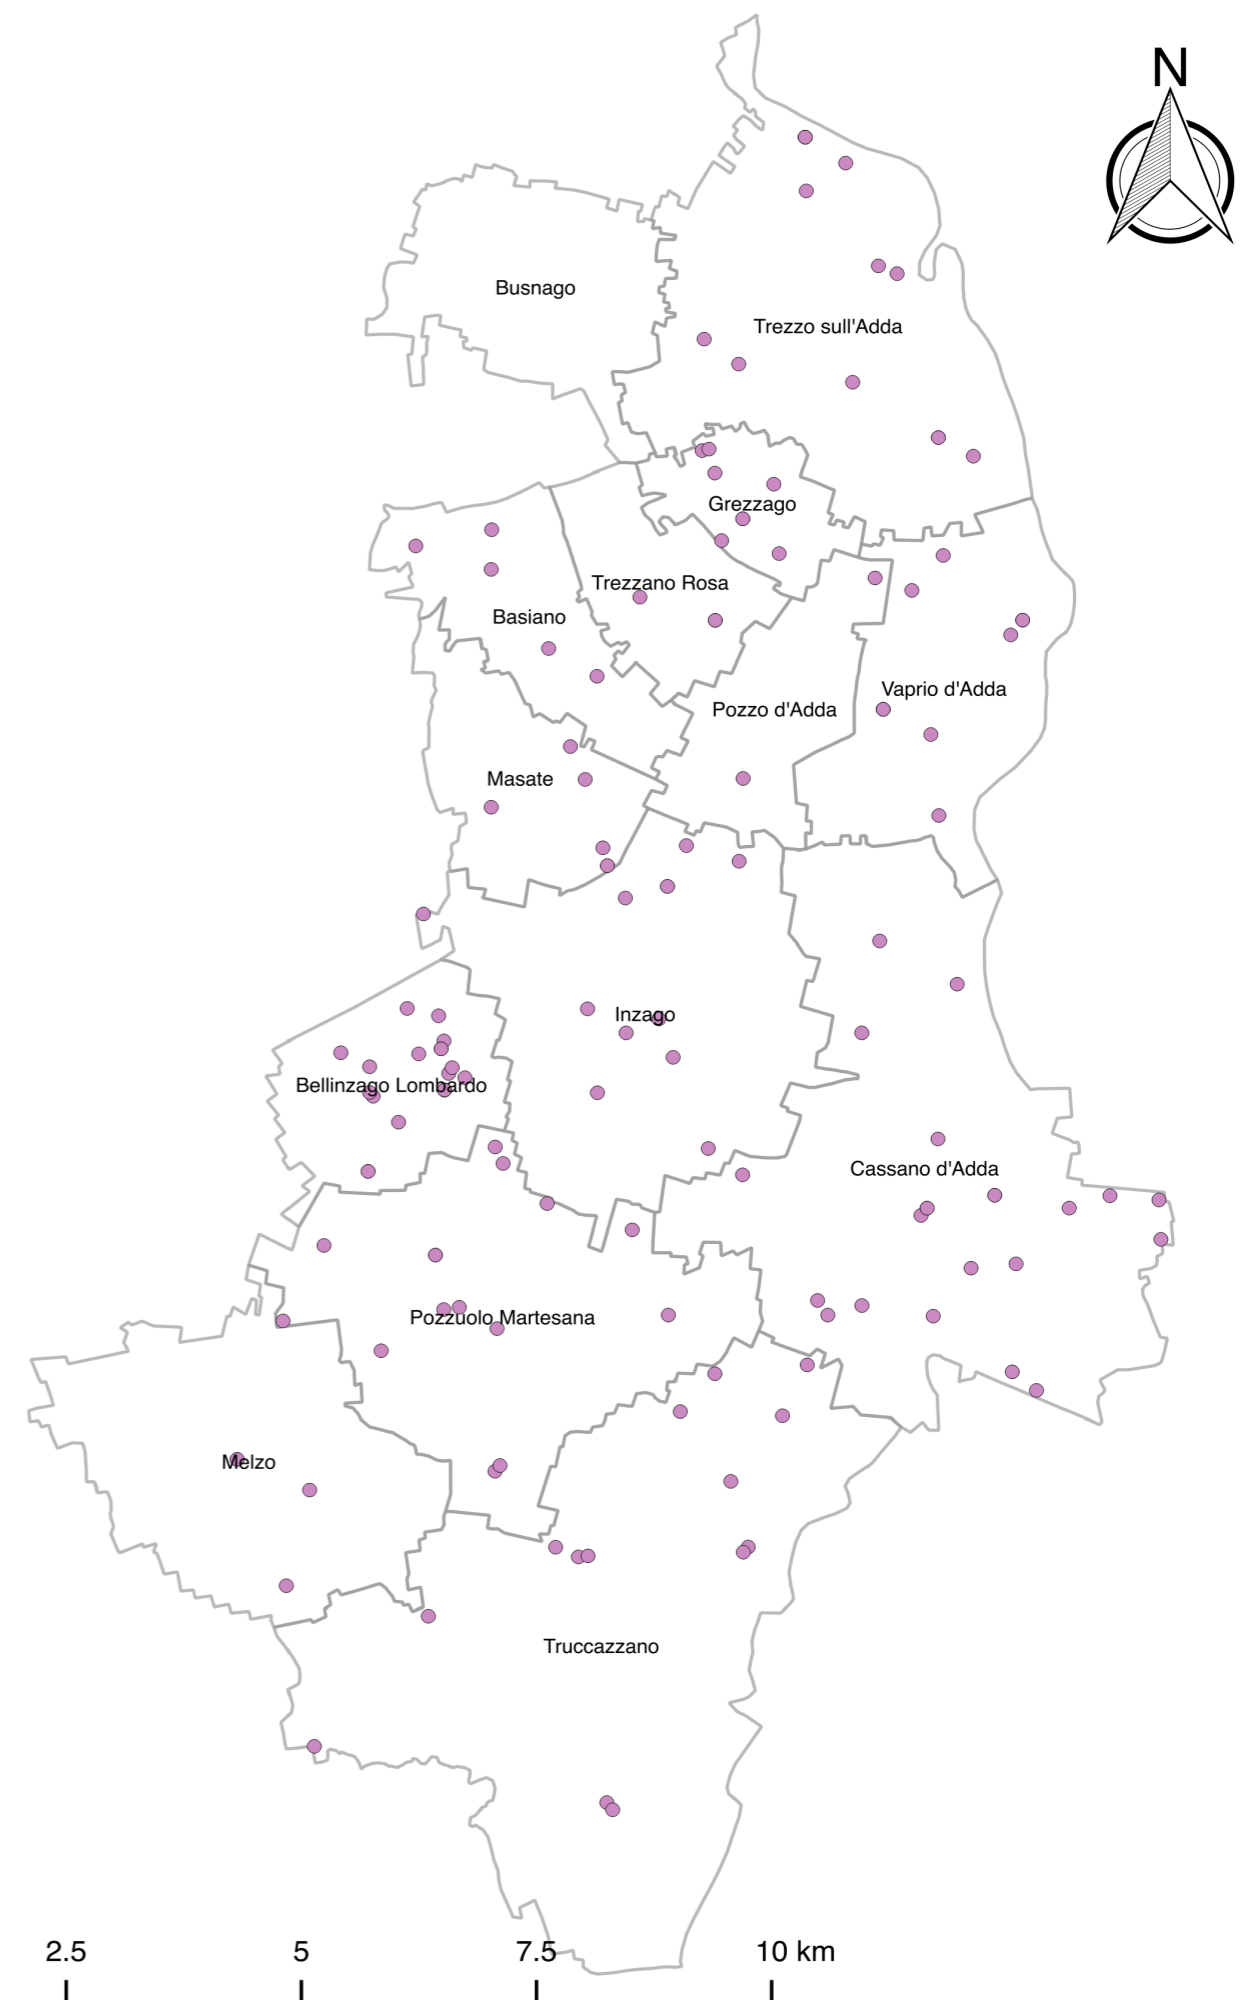 N
Busnago
Trezzo sull'Adda
Grezzago
Trezzano Rosa
Basiano
Vaprio d'Adda
Pozzo d'Adda
Masate
Inzago
Bellinzago Lombardo
Cassano d'Adda
Pozzuolo Martesana
Melzo
Truccazzano
2.5 5 7.5 10 km